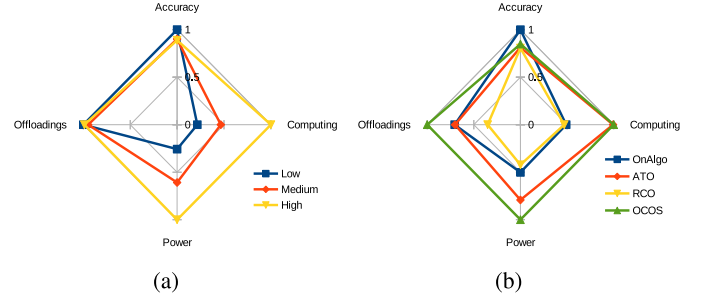 Accuracy
1
0.5
0
Offloadings
Computing
Power
Low
Medium
High
(a)
Accuracy
1
0.5
0
Offloadings
Computing
Power
OnAlgo
ATO
RCO
OCOS
(b)